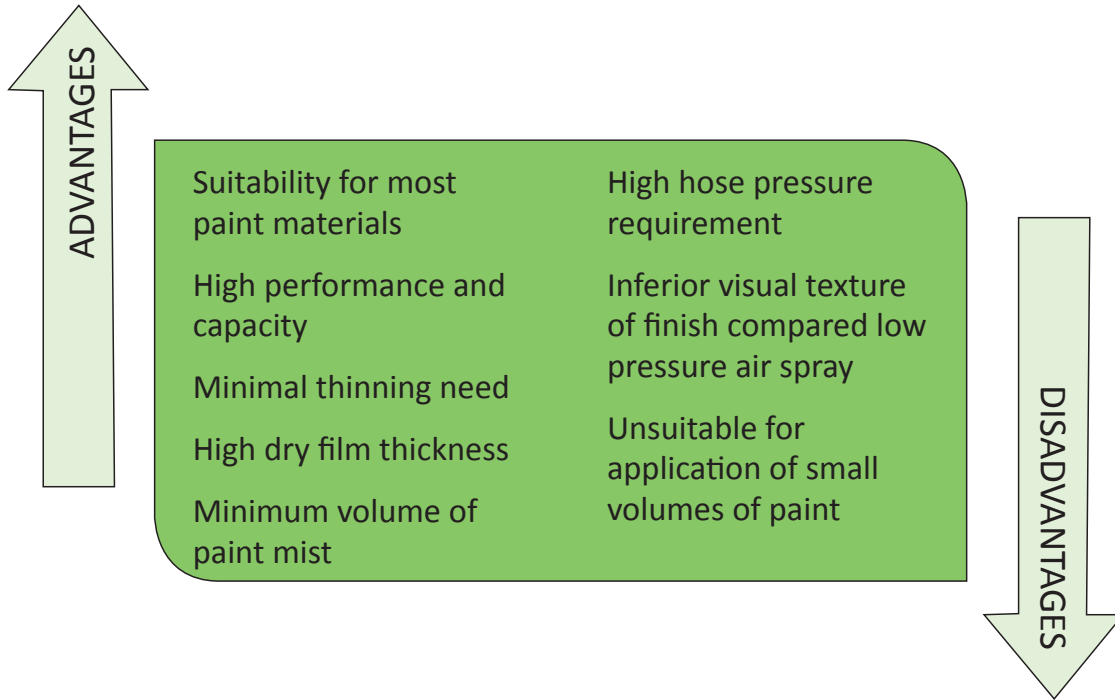 ADVANTAGES
Suitability for most
paint materials
High performance and
capacity
Minimal thinning need
High dry film thickness
Minimum volume of
paint mist
High hose pressure
requirement
Inferior visual texture
of finish compared low
pressure air spray
Unsuitable for
application of small
volumes of paint
DISADVANTAGES